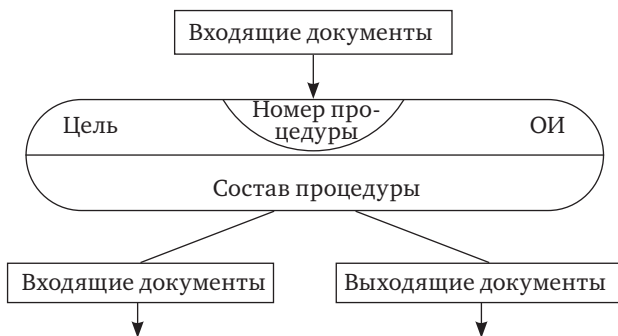 Входящие документы
Номер про-
цедуры
Цель
ОИ
Состав процедуры
Входящие документы
Выходящие документы